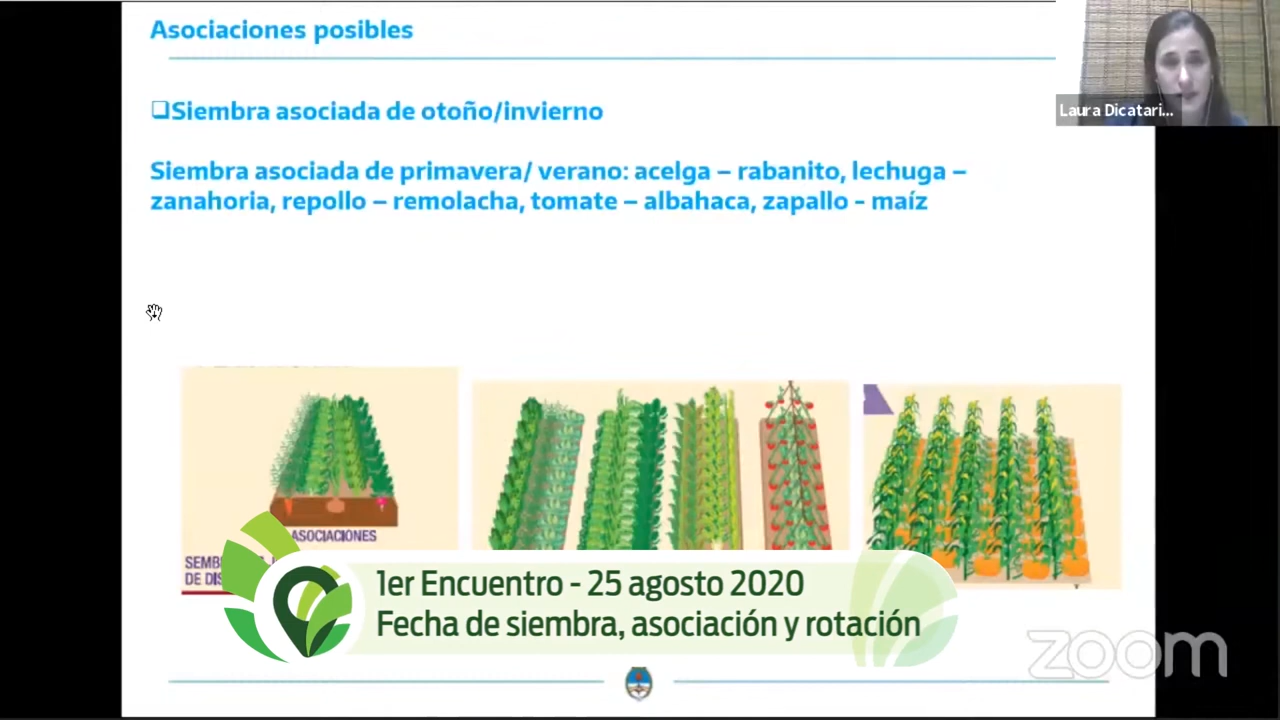 Asociaciones posibles
Laura Dicatari...
❑Siembra asociada de otoño/invierno
Siembra asociada de primavera/ verano: acelga – rabanito, lechuga –
zanahoria, repollo – remolacha, tomate – albahaca, zapallo - maíz
ASOCIACIONES
DE
1er Encuentro - 25 agosto 2020
Fecha de siembra, asociación y rotación
zoom